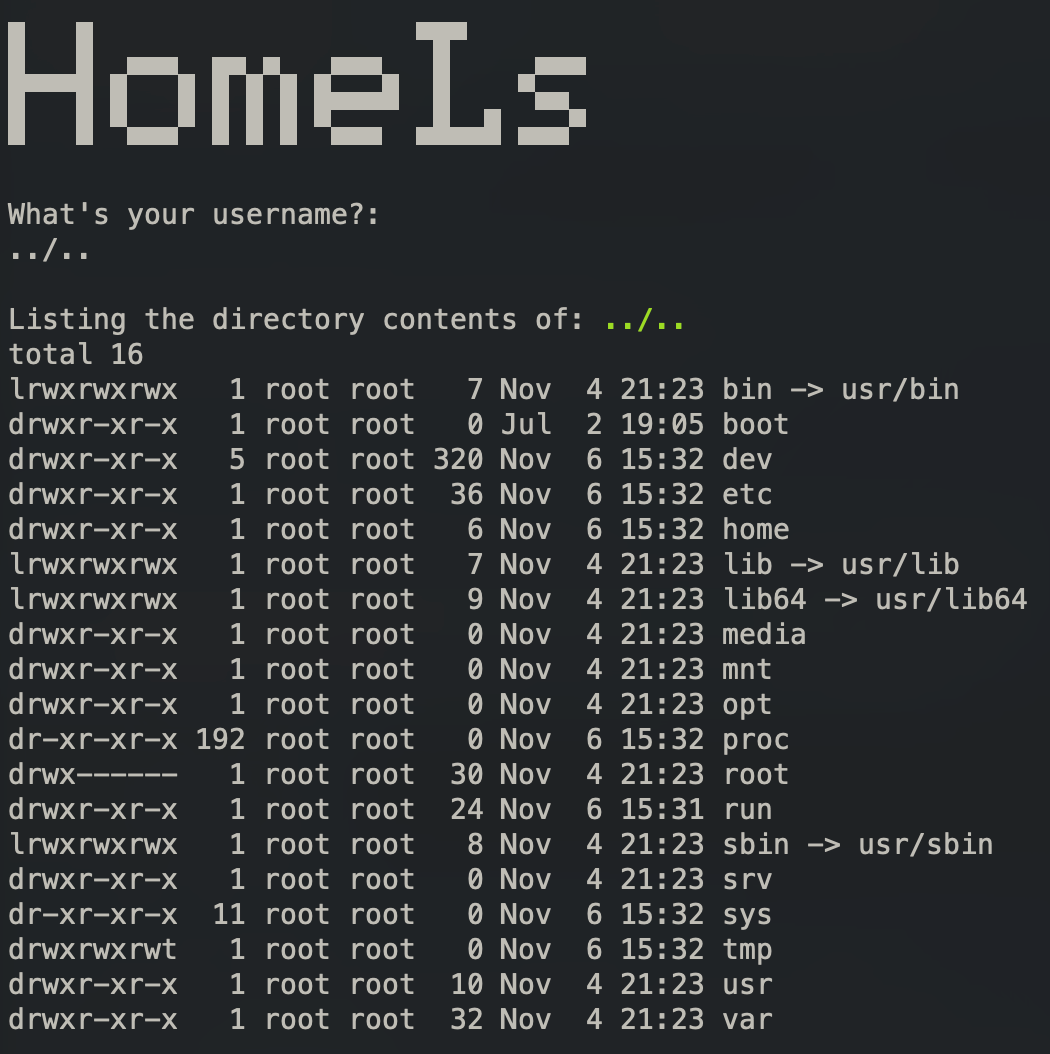 HomeLs
What's your username?:
../..
Listing the directory contents of: ../..
total 16
lrwxrwxrwx   1 root root   7 Nov  4 21:23 bin -> usr/bin
drwxr-xr-x   1 root root   0 Jul  2 19:05 boot
drwxr-xr-x   5 root root 320 Nov  6 15:32 dev
drwxr-xr-x   1 root root  36 Nov  6 15:32 etc
drwxr-xr-x   1 root root   6 Nov  6 15:32 home
lrwxrwxrwx   1 root root   7 Nov  4 21:23 lib -> usr/lib
lrwxrwxrwx   1 root root   9 Nov  4 21:23 lib64 -> usr/lib64
drwxr-xr-x   1 root root   0 Nov  4 21:23 media
drwxr-xr-x   1 root root   0 Nov  4 21:23 mnt
drwxr-xr-x   1 root root   0 Nov  4 21:23 opt
dr-xr-xr-x 192 root root   0 Nov  6 15:32 proc
drwx------   1 root root  30 Nov  4 21:23 root
drwxr-xr-x   1 root root  24 Nov  6 15:31 run
lrwxrwxrwx   1 root root   8 Nov  4 21:23 sbin -> usr/sbin
drwxr-xr-x   1 root root   0 Nov  4 21:23 srv
dr-xr-xr-x  11 root root   0 Nov  6 15:32 sys
drwxrwxrwt   1 root root   0 Nov  6 15:32 tmp
drwxr-xr-x   1 root root  10 Nov  4 21:23 usr
drwxr-xr-x   1 root root  32 Nov  4 21:23 var